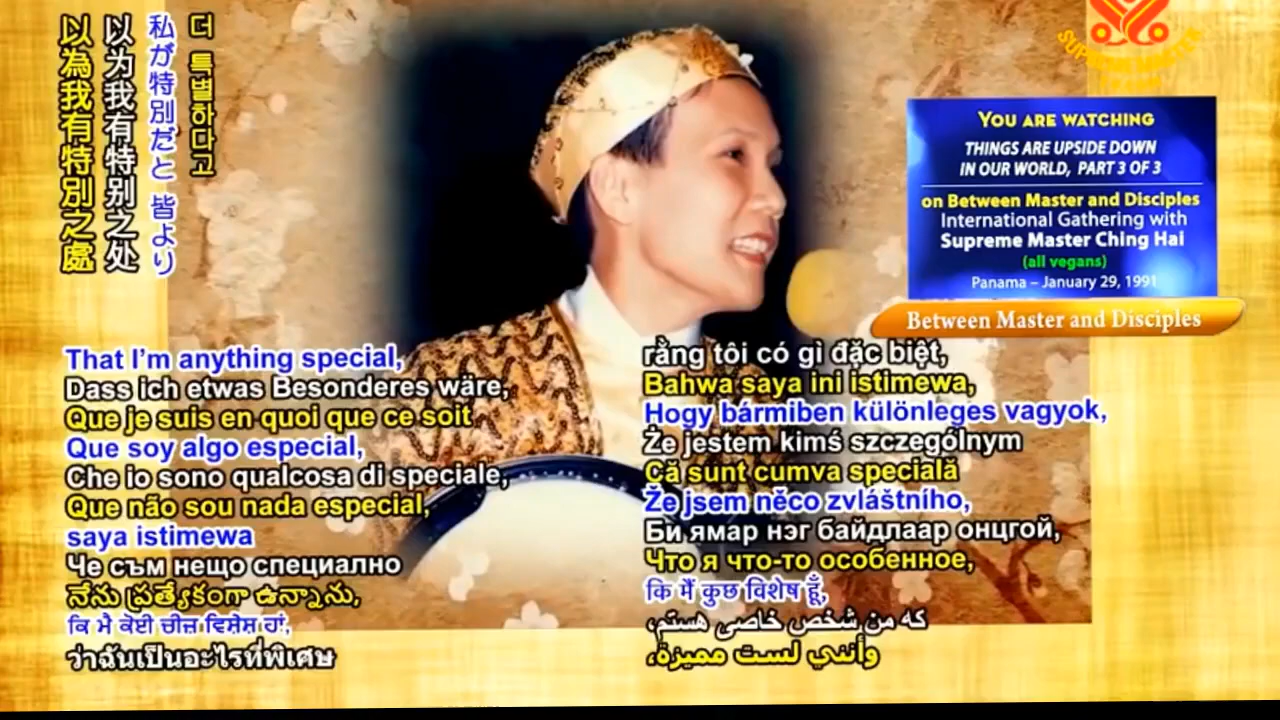 더 특별하다고
私が特別だと 皆より
以为我有特别之处
以為我有特別之處
SUPREME MASTER
YOU ARE WATCHING
THINGS ARE UPSIDE DOWN
IN OUR WORLD, PART 3 OF 3
on Between Master and Disciples
International Gathering with
Supreme Master Ching Hai
(all vegans)
Panama – January 29, 1991
Between Master and Disciples
That I'm anything special,
Dass ich etwas Besonderes wäre,
Que je suis en quoi que ce soit
Que soy algo especial,
Che io sono qualcosa di speciale,
Que não sou nada especial,
saya istimewa
Че съм нещо специално
నేను ప్రత్యేకంగా ఉన్నాను,
ਕਿ ਮੈ ਕੋਈ ਚੀਜ਼ ਵਿਸ਼ੇਸ਼ ਹਾਂ,
ว่าฉันเป็นอะไรที่พิเศษ
rằng tôi có gì đặc biệt,
Bahwa saya ini istimewa,
Hogy bármiben különleges vagyok,
Że jestem kimś szczególnym
Că sunt cumva specială
Že jsem něco zvláštního,
Би ямар нэг байдлаар онцгой,
Что я что-то особенное,
कि मैं कुछ विशेष हूँ,
که من شخص خاصی هستم،
وأنني لست مميزة،